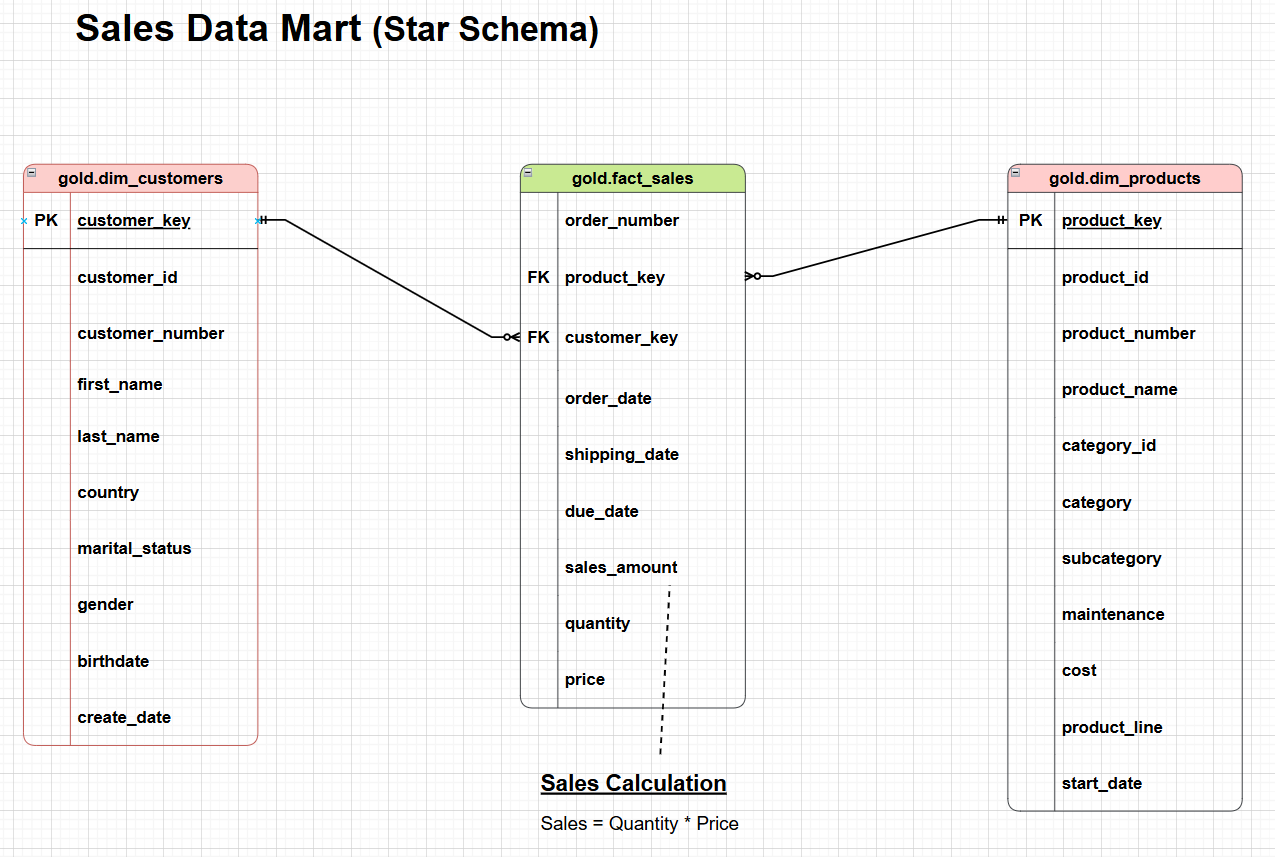 Sales Data Mart (Star Schema)
gold.dim_customers
PK customer_key
customer_id
customer_number
first_name
last_name
country
marital_status
gender
birthdate
create_date
gold.fact_sales
order_number
FK product_key
FK customer_key
order_date
shipping_date
due_date
sales_amount
quantity
price
Sales Calculation
Sales = Quantity * Price
gold.dim_products
PK product_key
product_id
product_number
product_name
category_id
category
subcategory
maintenance
cost
product_line
start_date